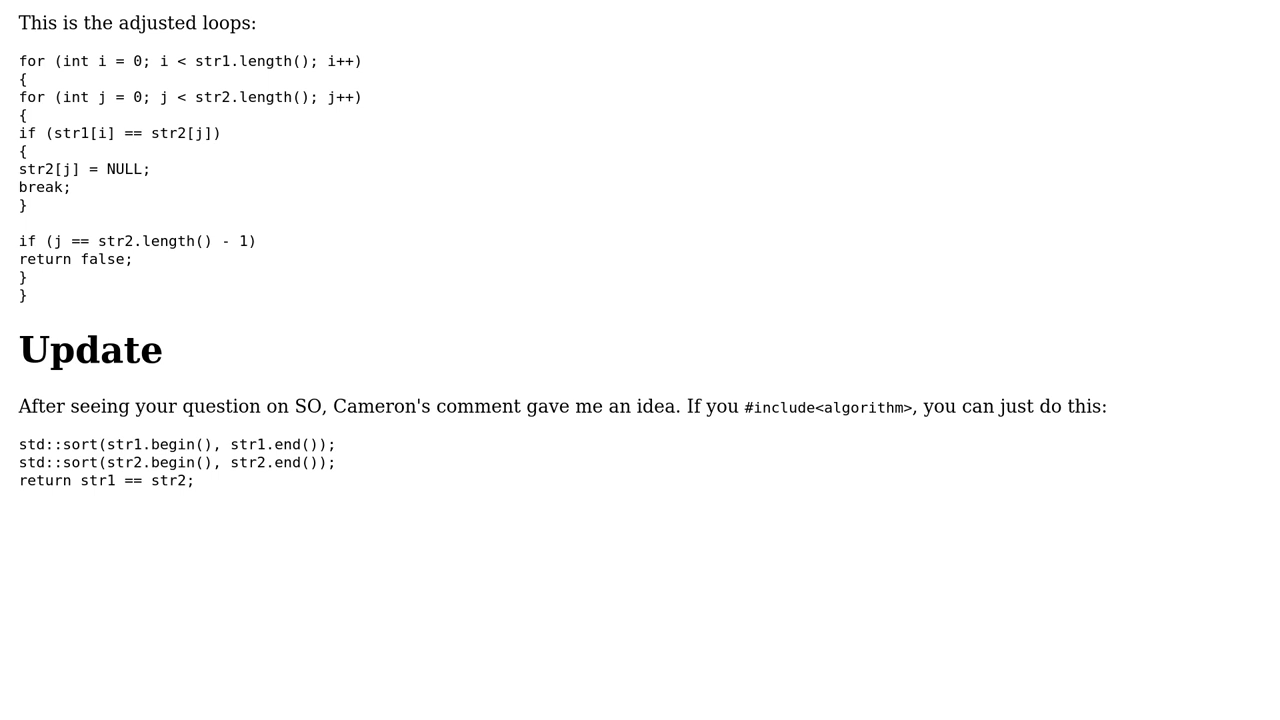 This is the adjusted loops:
for (int i = 0; i < str1.length(); i++)
{
for (int j = 0; j < str2.length(); j++)
{
if (str1[i] == str2[j])
{
str2[j] = NULL;
break;
}
if (j == str2.length() - 1)
return false;
}
}
Update
After seeing your question on SO, Cameron's comment gave me an idea. If you #include<algorithm>, you can just do this:
std::sort(str1.begin(), str1.end());
std::sort(str2.begin(), str2.end());
return str1 == str2;